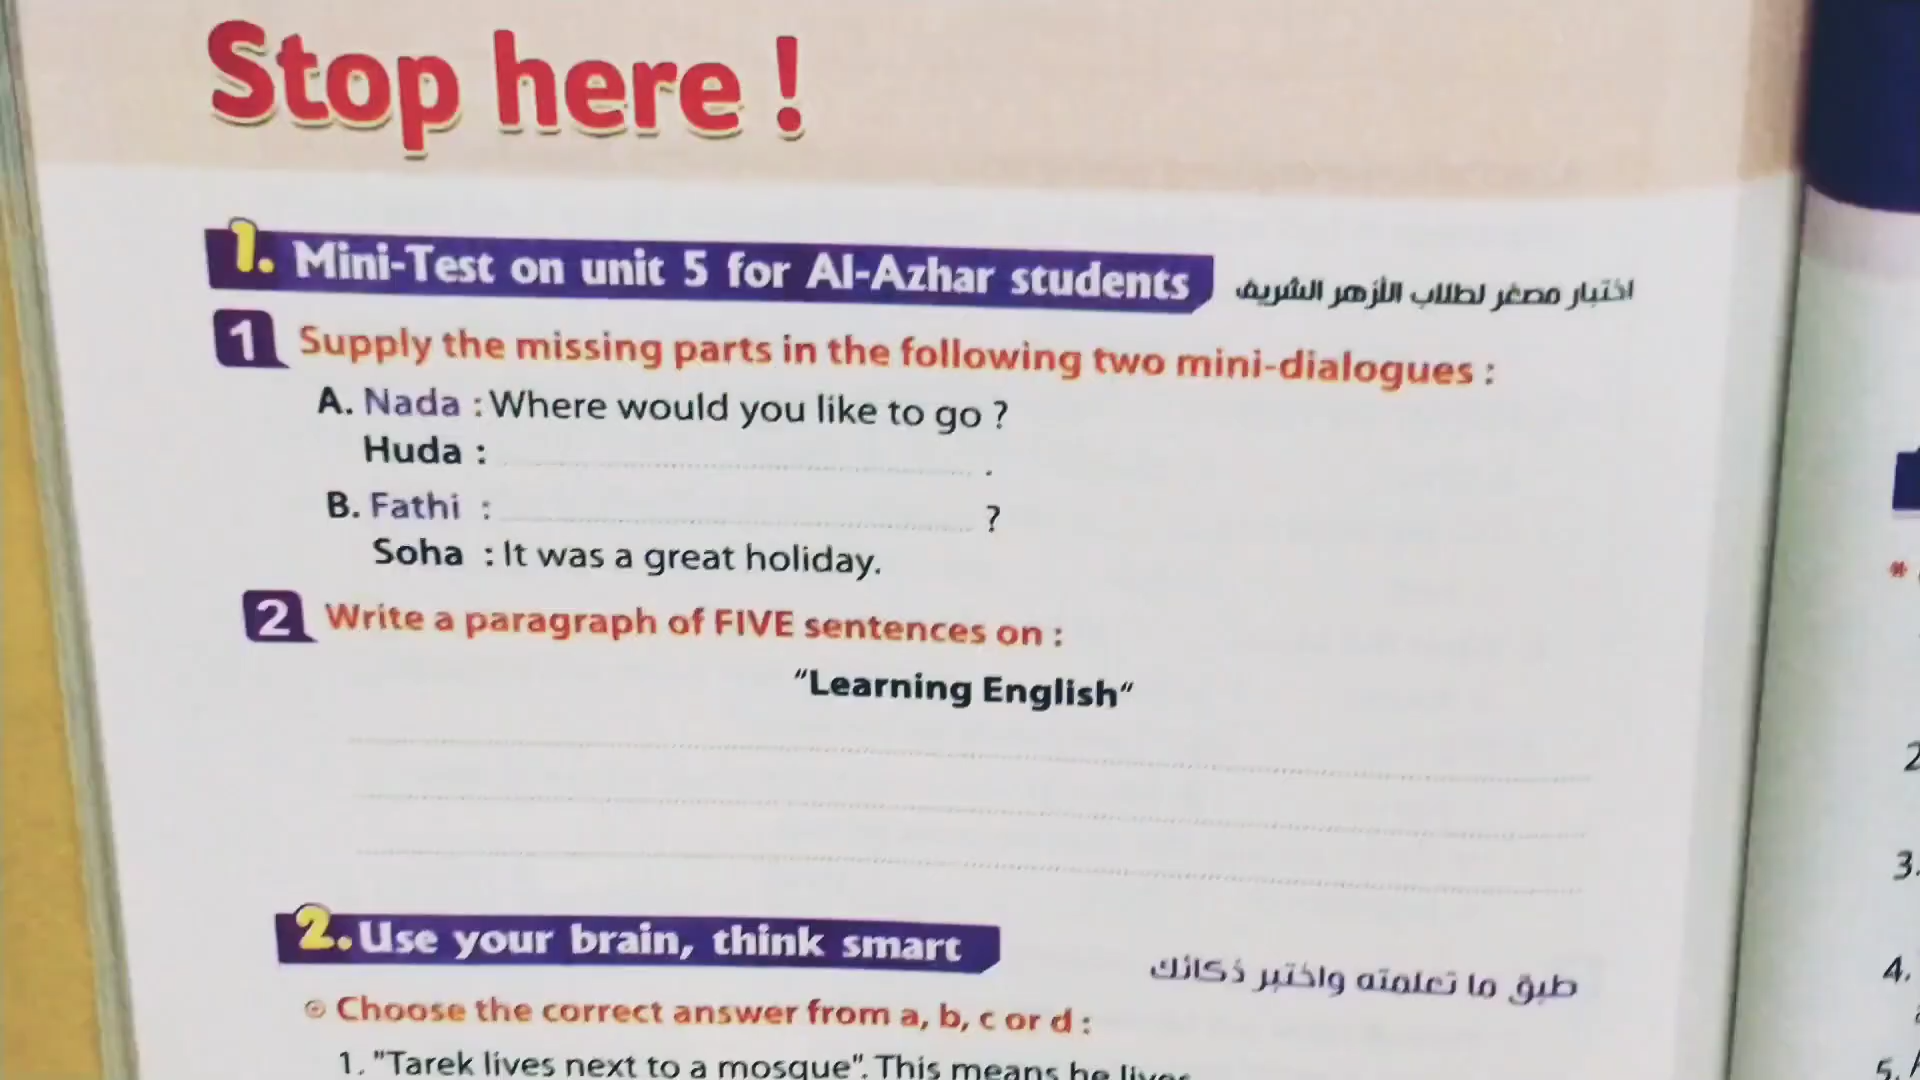 Stop here !
1. Mini-Test on unit 5 for Al-Azhar students اختبار مصغر لطلاب الأزهر الشريف
1 Supply the missing parts in the following two mini-dialogues :
A. Nada : Where would you like to go ?
Huda : .
B. Fathi : ?
Soha : It was a great holiday.
2 Write a paragraph of FIVE sentences on :
"Learning English"
2. Use your brain, think smart طبق ما تعلمته واختبر ذكائك
Choose the correct answer from a, b, c or d :
1. "Tarek lives next to a mosque". This means he lives
2
3.
4.
5.